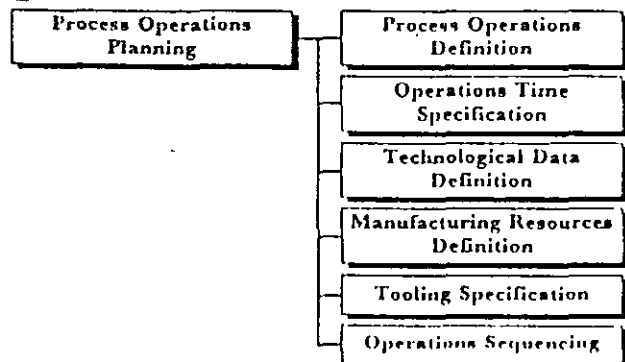 Process Operations
Planning
Process Operations
Definition
Operations Time
Specification
Technological Data
Definition
Manufacturing Resources
Definition
Tooling Specification
Operations Sequencing